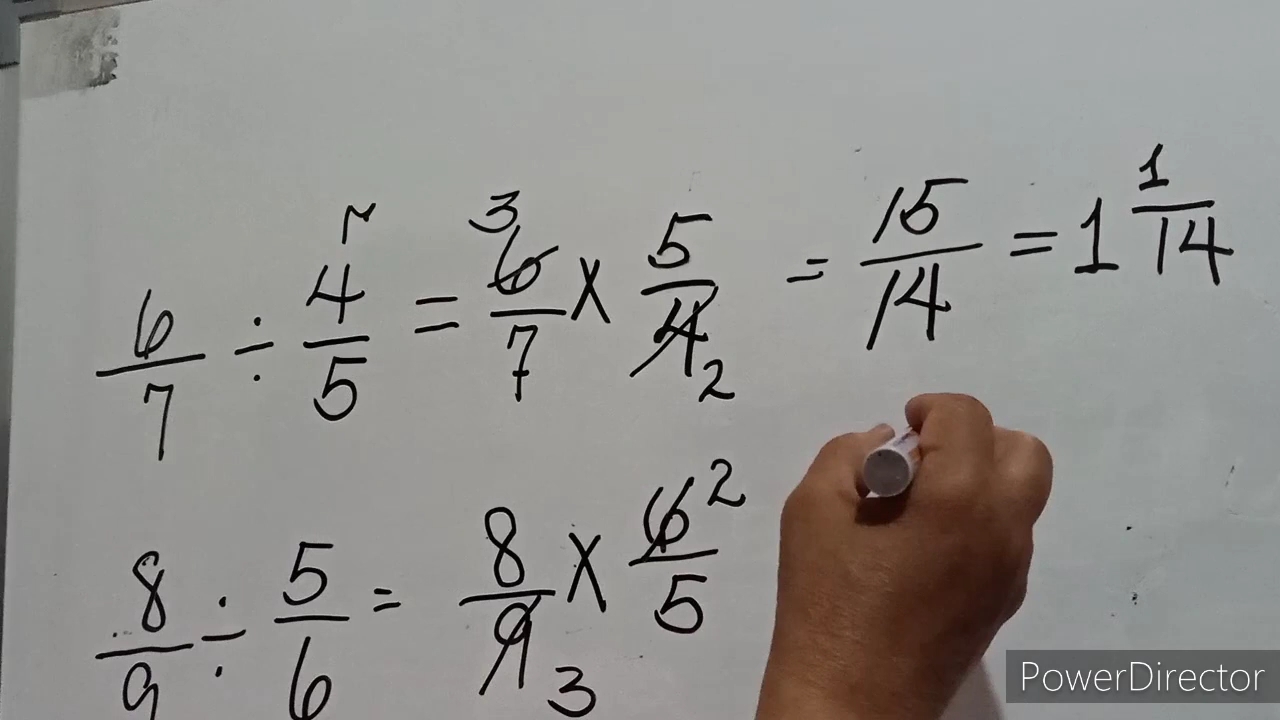 6/7 ÷ 4/5 = 6/7 3 × 5/4 2 = 15/14 = 1 1/14
8/9 ÷ 5/6 = 8/9 3 × 6/5 2
PowerDirector